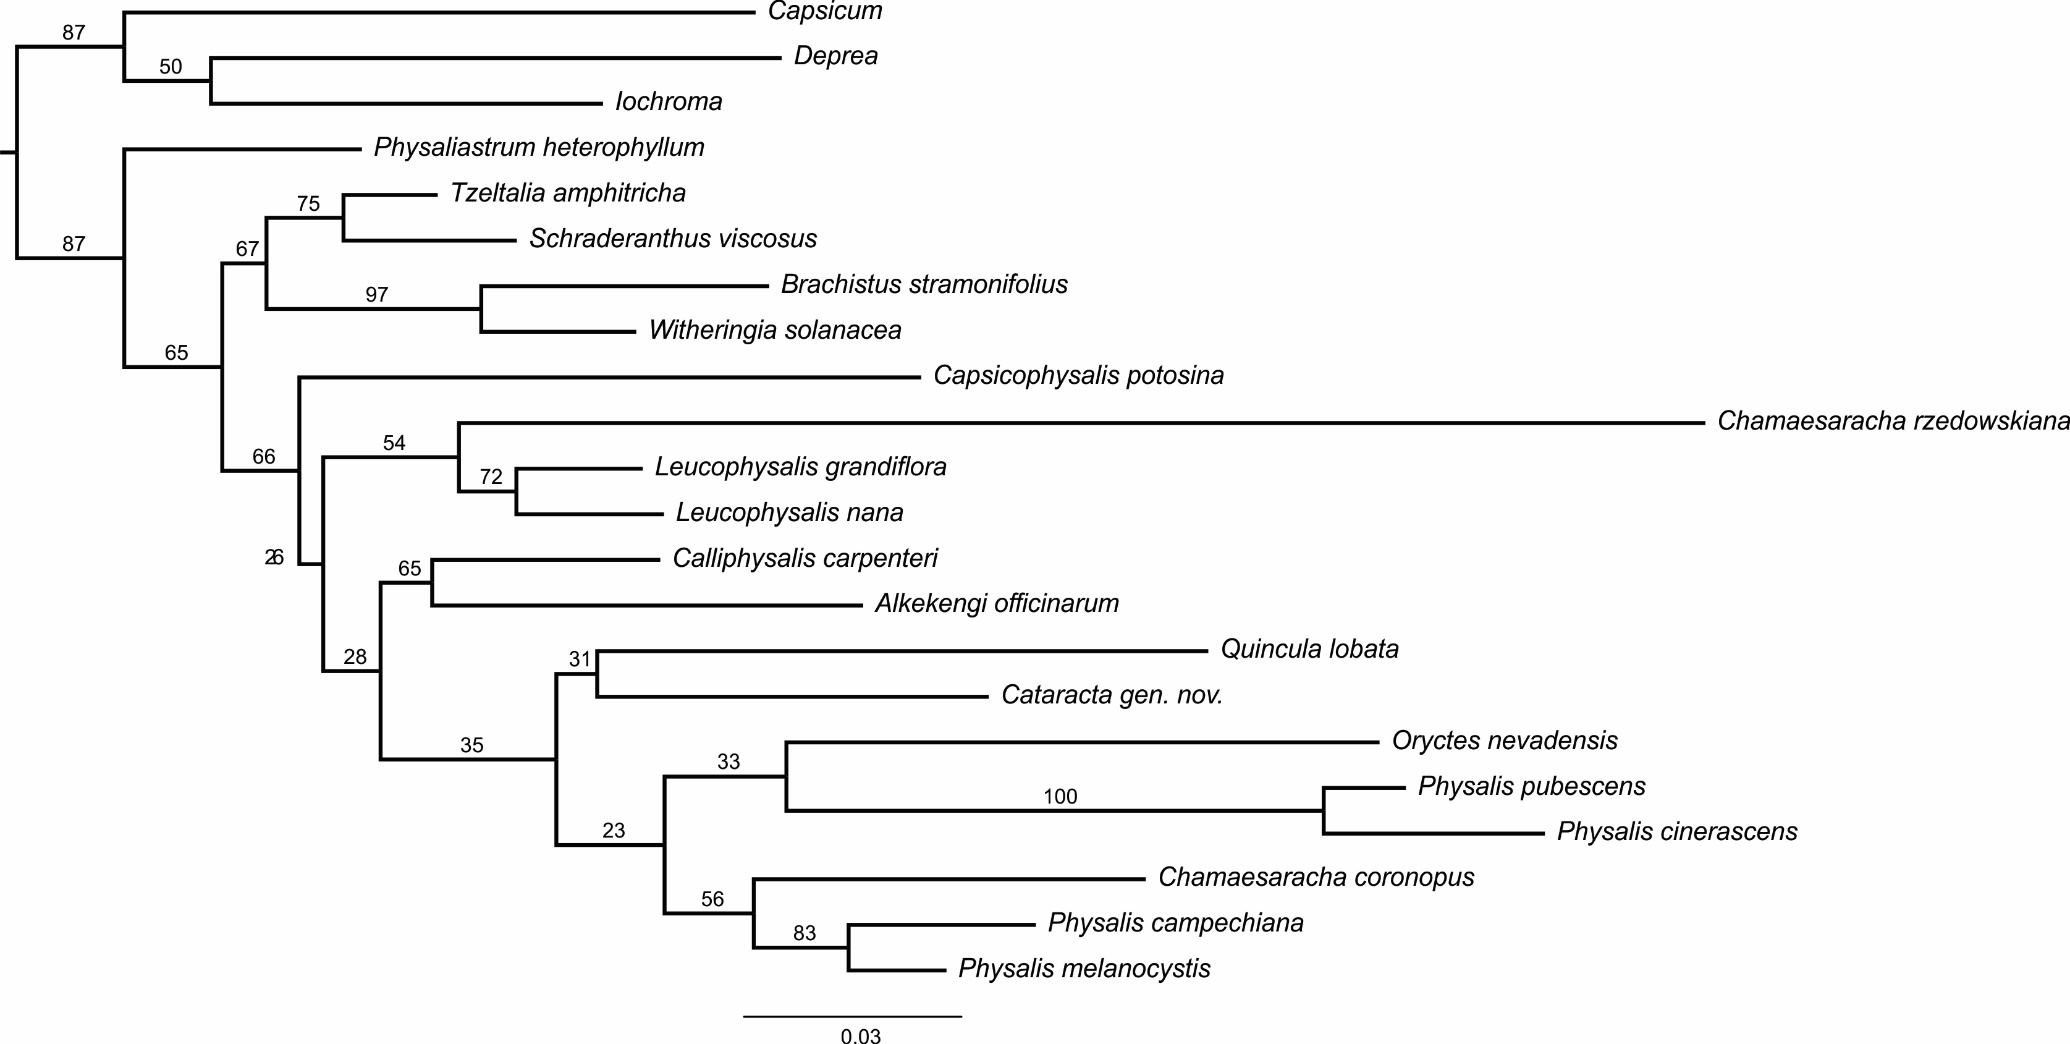 Capsicum
87
Deprea
50
Iochroma
Physaliastrum heterophyllum
Tzeltalia amphitricha
75
Schraderanthus viscosus
87
67
Brachistus stramonifolius
97
Witheringia solanacea
65
Capsicophysalis potosina
Chamaesaracha rzedowskiana
54
66
Leucophysalis grandiflora
72
Leucophysalis nana
26
Calliphysalis carpenteri
65
Alkekengi officinarum
28
Quincula lobata
31
Cataracta gen. nov.
35
Oryctes nevadensis
33
Physalis pubescens
100
Physalis cinerascens
23
Chamaesaracha coronopus
56
Physalis campechiana
83
Physalis melanocystis
0.03